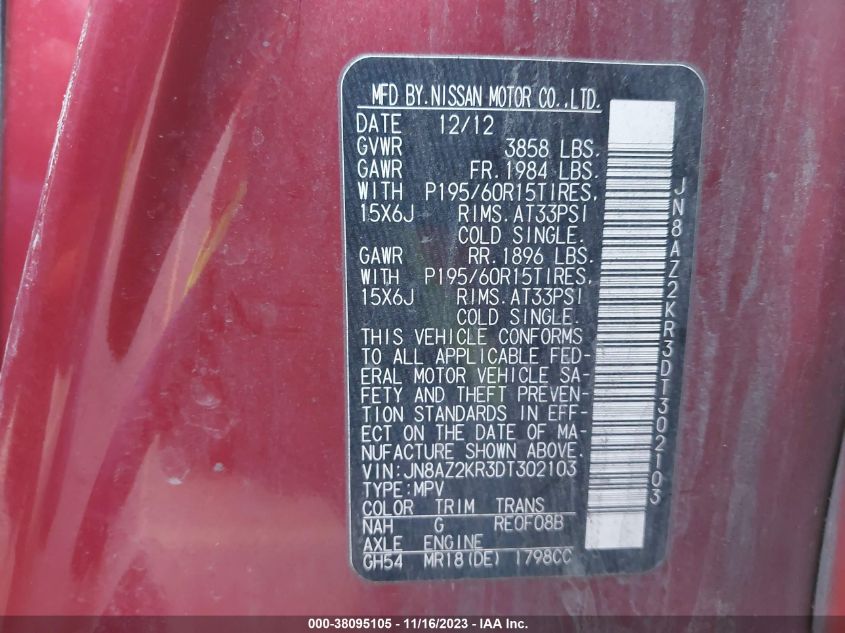 MFD BY.NISSAN MOTOR CO.,LTD.
DATE 12/12
GVWR 3858 LBS.
GAWR FR.1984 LBS.
WITH P195/60R15TIRES,
15X6J RIMS.AT33PSI
COLD SINGLE.
GAWR RR.1896 LBS.
WITH P195/60R15TIRES,
15X6J RIMS.AT33PSI
COLD SINGLE.
THIS VEHICLE CONFORMS
TO ALL APPLICABLE FED-
ERAL MOTOR VEHICLE SA-
FETY AND THEFT PREVEN-
TION STANDARDS IN EFF-
ECT ON THE DATE OF MA-
NUFACTURE SHOWN ABOVE.
VIN:JN8AZ2KR3DT302103
TYPE:MPV
COLOR TRIM TRANS
NAH G RE0F08B
AXLE ENGINE
GH54 MR18(DE) 1798CC
JN8AZ2KR3DT302103
000-38095105 - 11/16/2023 - IAAI Inc.